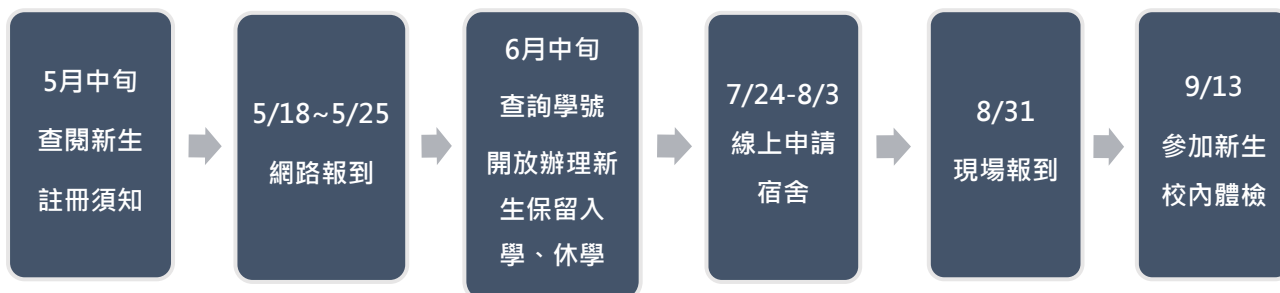 5月中旬
查閱新生
註冊須知
5/18~5/25
網路報到
6月中旬
查詢學號
開放辦理新
生保留入
學、休學
7/24-8/3
線上申請
宿舍
8/31
現場報到
9/13
參加新生
校內體檢